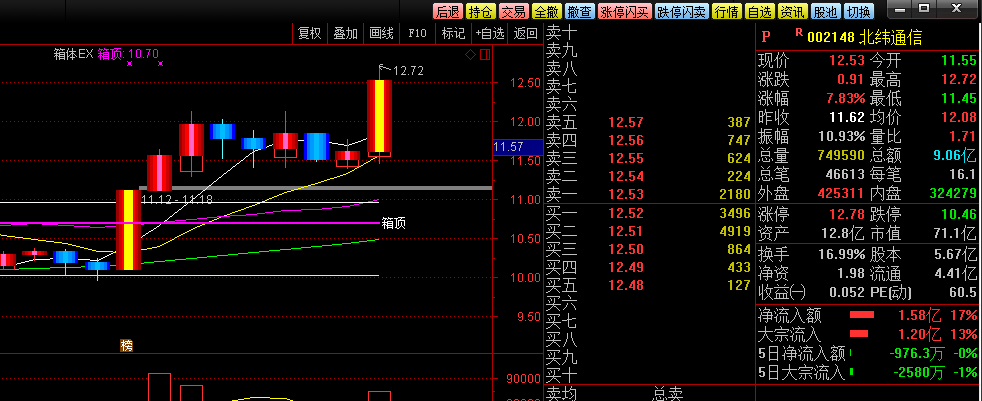 后退 持仓 交易 全撤 撤查 涨停闪买 跌停闪卖 行情 自选 资讯 股池 切换
复权 叠加 画线 F10 标记 +自选 返回
箱体EX 箱顶: 10.70
12.72
11.12 - 11.18
箱顶
榜
12.50
12.00
11.57
11.50
11.00
10.50
10.00
9.50
90000
卖十
卖九
卖八
卖七
卖六
卖五 12.57 387
卖四 12.56 747
卖三 12.55 624
卖二 12.54 224
卖一 12.53 2180
买一 12.52 3496
买二 12.51 4919
买三 12.50 864
买四 12.49 433
买五 12.48 127
买六
买七
买八
买九
买十
卖均 总卖
P R 002148 北纬通信
现价 12.53 今开 11.55
涨跌 0.91 最高 12.72
涨幅 7.83% 最低 11.45
昨收 11.62 均价 12.08
振幅 10.93% 量比 1.71
总量 749590 总额 9.06亿
总笔 46613 每笔 16.1
外盘 425311 内盘 324279
涨停 12.78 跌停 10.46
资产 12.8亿 市值 71.1亿
换手 16.99% 股本 5.67亿
净资 1.98 流通 4.41亿
收益(一) 0.052 PE(动) 60.5
净流入额 1.58亿 17%
大宗流入 1.20亿 13%
5日净流入额 -976.3万 -0%
5日大宗流入 -2580万 -1%